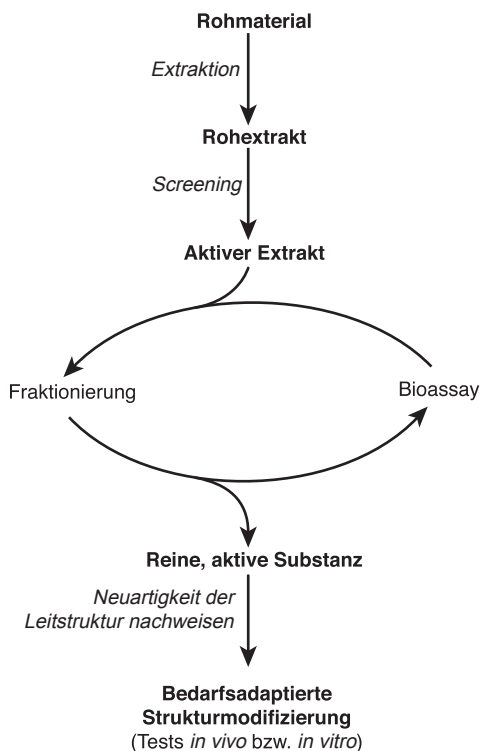 Rohmaterial
Extraktion
Rohextrakt
Screening
Aktiver Extrakt
Fraktionierung
Bioassay
Reine, aktive Substanz
Neuartigkeit der
Leitstruktur nachweisen
Bedarfsadaptierte
Strukturmodifizierung
(Tests in vivo bzw. in vitro)